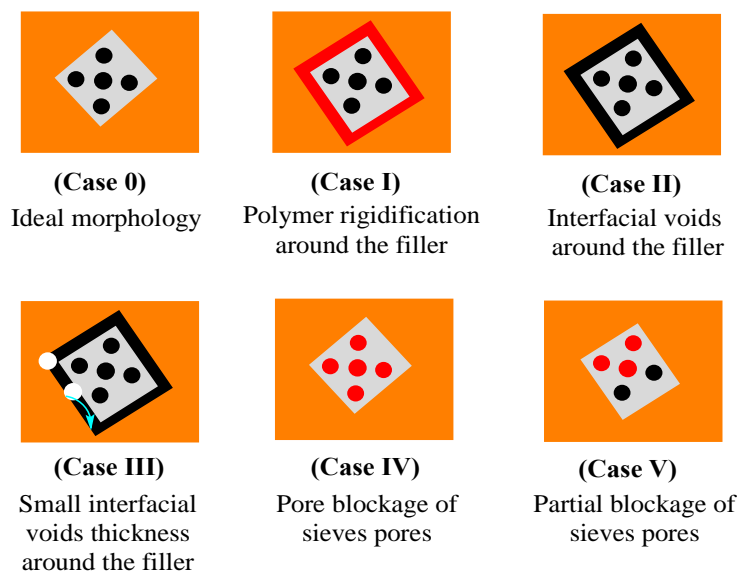 (Case 0)
Ideal morphology
(Case I)
Polymer rigidification
around the filler
(Case II)
Interfacial voids
around the filler
(Case III)
Small interfacial
voids thickness
around the filler
(Case IV)
Pore blockage of
sieves pores
(Case V)
Partial blockage of
sieves pores